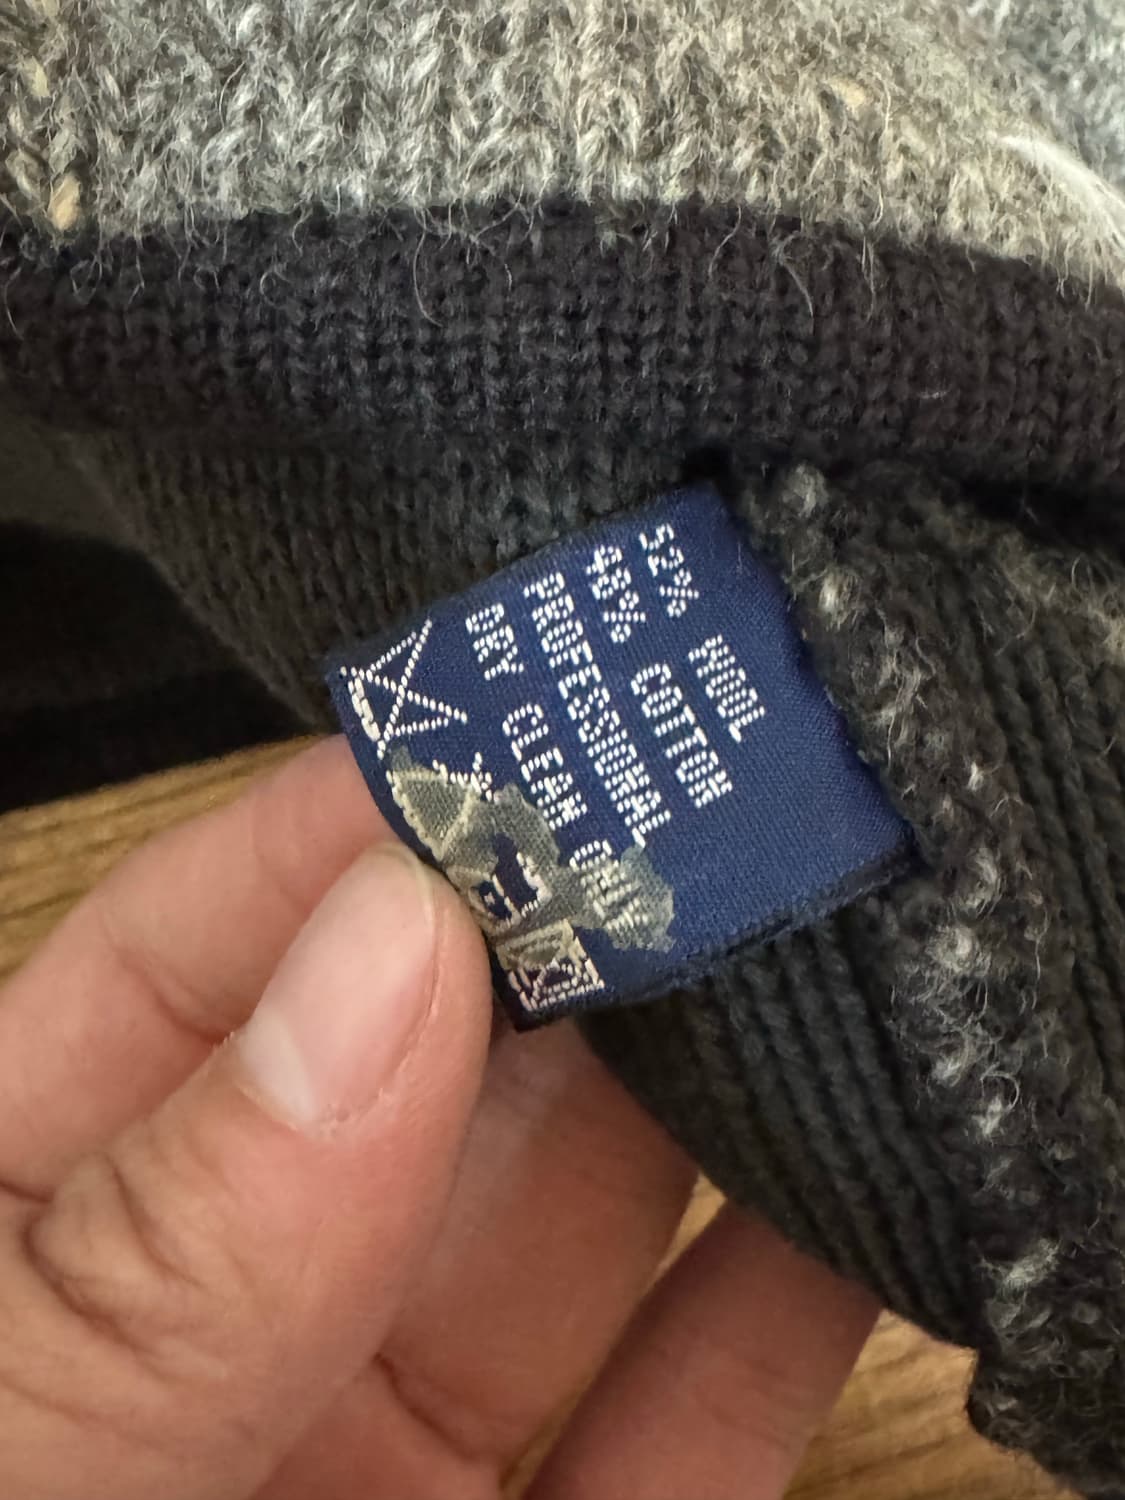 52% WOOL
48% COTTON
PROFESSIONAL
DRY CLEAN ONLY